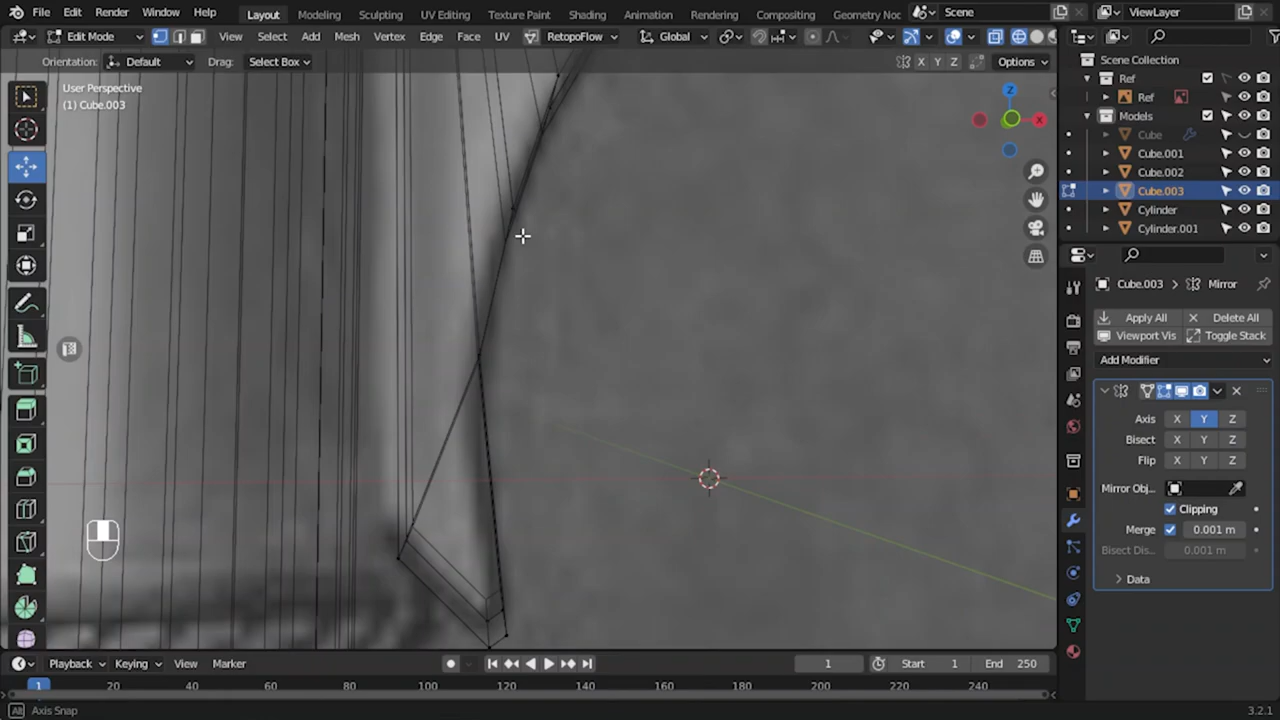 File Edit Render Window Help Layout Modeling Sculpting UV Editing Texture Paint Shading Animation Rendering Compositing Geometry Noc Scene ViewLayer
Edit Mode View Select Add Mesh Vertex Edge Face UV RetopoFlow Global
Orientation: Default Drag: Select Box X Y Z Options
User Perspective
(1) Cube.003
Z
X
Scene Collection
Ref
Ref
Models
Cube
Cube.001
Cube.002
Cube.003
Cylinder
Cylinder.001
Cube.003 Mirror
Apply All Delete All
Viewport Vis Toggle Stack
Add Modifier
Axis X Y Z
Bisect X Y Z
Flip X Y Z
Mirror Obj...
Clipping
Merge 0.001 m
Bisect Dis... 0.001 m
Data
Playback Keying View Marker 1 Start 1 End 250
1 20 40 60 80 100 120 140 160 180 200 220 240
Alt Axis Snap 3.2.1